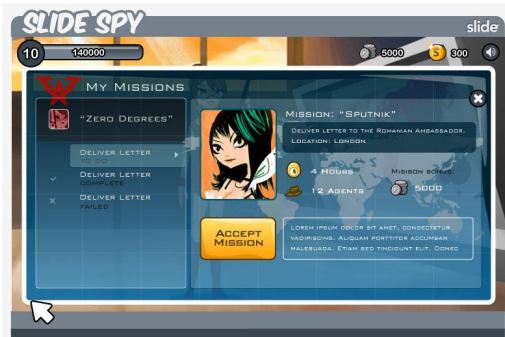 SLIDE SPY
slide
10
140000
5000
S
300
My Missions
"Zero Degrees"
Deliver Letter
to do
Deliver Letter
complete
Deliver Letter
failed
Mission: "Sputnik"
Deliver letter to the Romanian Ambassador.
Location: London
4 Hours
12 Agents
Misison bonus:
5000
Accept
Mission
Lorem ipsum dolor sit amet, consectetur
vadipiscing. Aliquam porttitor accumsan
malesuada. Etiam sed tincidunt elit. Donec